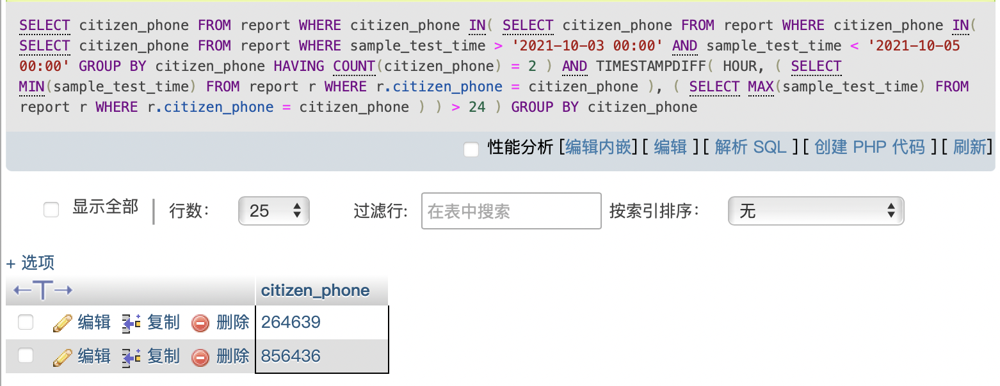 SELECT citizen_phone FROM report WHERE citizen_phone IN( SELECT citizen_phone FROM report WHERE citizen_phone IN(
SELECT citizen_phone FROM report WHERE sample_test_time > '2021-10-03 00:00' AND sample_test_time < '2021-10-05
00:00' GROUP BY citizen_phone HAVING COUNT(citizen_phone) = 2 ) AND TIMESTAMPDIFF( HOUR, ( SELECT
MIN(sample_test_time) FROM report r WHERE r.citizen_phone = citizen_phone ), ( SELECT MAX(sample_test_time) FROM
report r WHERE r.citizen_phone = citizen_phone ) ) > 24 ) GROUP BY citizen_phone
性能分析 [编辑内嵌] [ 编辑 ] [ 解析 SQL ] [ 创建 PHP 代码 ] [ 刷新]
显示全部 | 行数: 25 过滤行: 在表中搜索 按索引排序: 无
+ 选项
←T→ citizen_phone
编辑 复制 删除 264639
编辑 复制 删除 856436